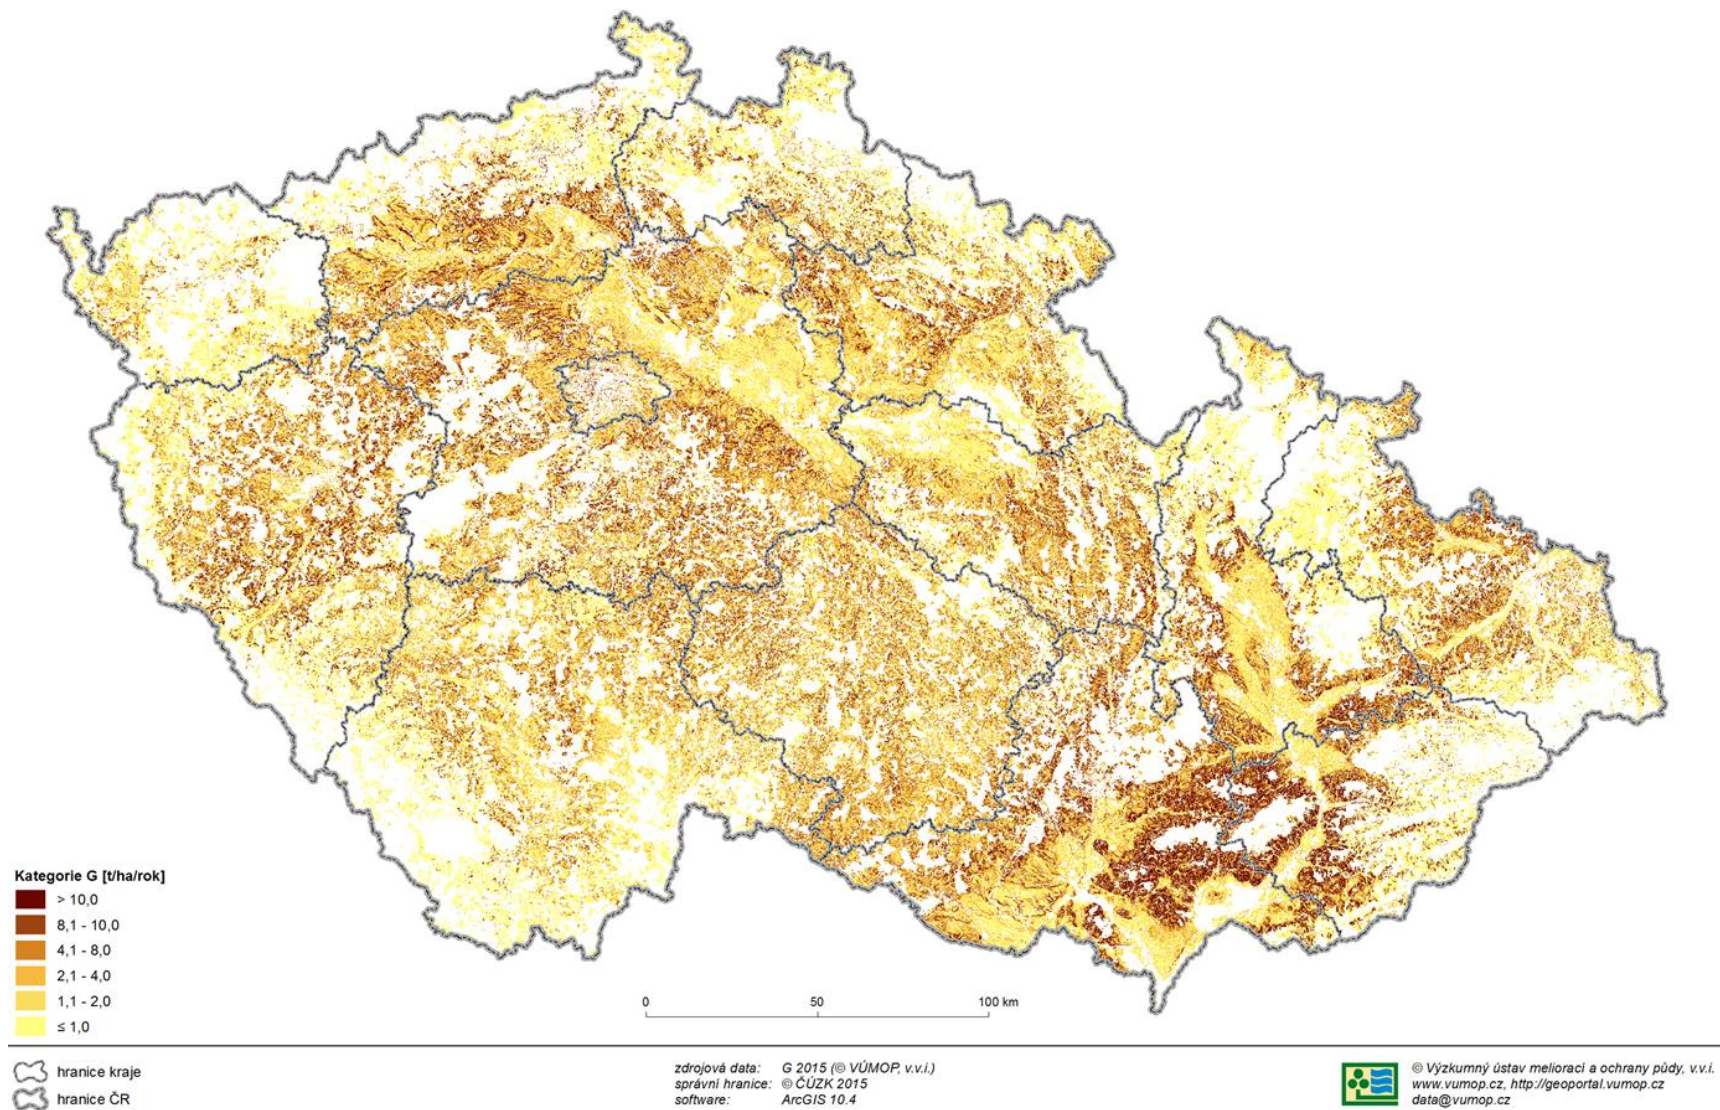 Kategorie G [t/ha/rok]
> 10,0
8,1 - 10,0
4,1 - 8,0
2,1 - 4,0
1,1 - 2,0
≤ 1,0
0 50 100 km
hranice kraje
hranice ČR
zdrojová data: G 2015 (© VÚMOP, v.v.i.)
správní hranice: © ČÚZK 2015
software: ArcGIS 10.4
© Výzkumný ústav meliorací a ochrany půdy, v.v.i.
www.vumop.cz, http://geoportal.vumop.cz
data@vumop.cz